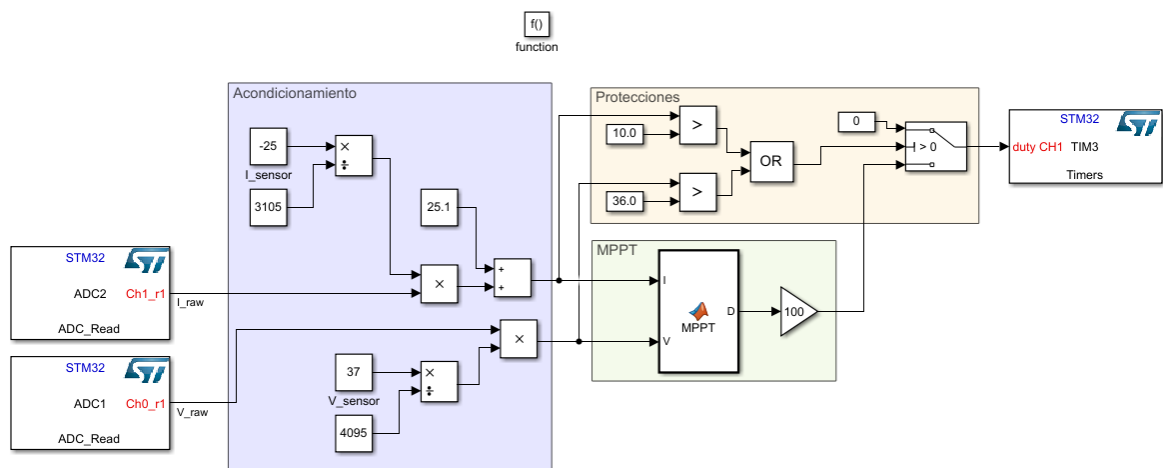 f()
function
Acondicionamiento
-25
×
÷
I_sensor
3105
25.1
+
+
×
STM32
ADC2
Ch1_r1
ADC_Read
I_raw
STM32
ADC1
Ch0_r1
ADC_Read
V_raw
×
37
×
÷
V_sensor
4095
Protecciones
>
10.0
>
36.0
OR
0
> 0
MPPT
I
V
D
MPPT
100
STM32
duty CH1
TIM3
Timers